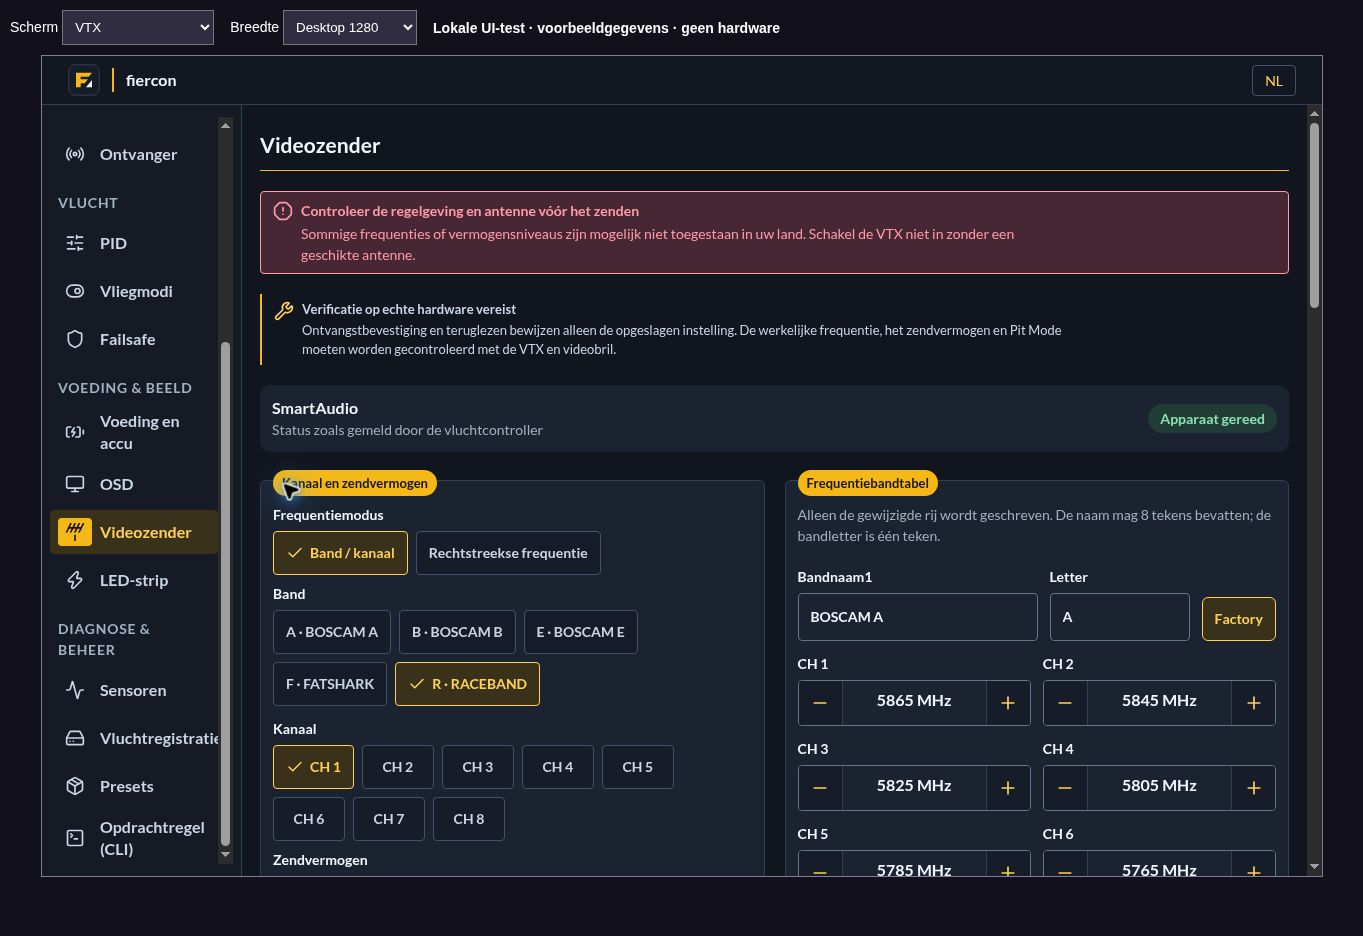 Scherm VTX Breedte Desktop 1280 Lokale UI-test · voorbeeldgegevens · geen hardware
fiercon
NL
Ontvanger
VLUCHT
PID
Vliegmodi
Failsafe
VOEDING & BEELD
Voeding en
accu
OSD
Videozender
LED-strip
DIAGNOSE &
BEHEER
Sensoren
Vluchtregistratie
Presets
Opdrachtregel
(CLI)
Videozender
Controleer de regelgeving en antenne vóór het zenden
Sommige frequenties of vermogensniveaus zijn mogelijk niet toegestaan in uw land. Schakel de VTX niet in zonder een
geschikte antenne.
Verificatie op echte hardware vereist
Ontvangstbevestiging en teruglezen bewijzen alleen de opgeslagen instelling. De werkelijke frequentie, het zendvermogen en Pit Mode
moeten worden gecontroleerd met de VTX en videobril.
SmartAudio
Status zoals gemeld door de vluchtcontroller
Apparaat gereed
Kanaal en zendvermogen
Frequentiemodus
Band / kanaal Rechtstreekse frequentie
Band
A · BOSCAM A B · BOSCAM B E · BOSCAM E
F · FATSHARK R · RACEBAND
Kanaal
CH 1 CH 2 CH 3 CH 4 CH 5
CH 6 CH 7 CH 8
Zendvermogen
Frequentiebandtabel
Alleen de gewijzigde rij wordt geschreven. De naam mag 8 tekens bevatten; de
bandletter is één teken.
Bandnaam1 Letter
BOSCAM A A Factory
CH 1 CH 2
− 5865 MHz + − 5845 MHz +
CH 3 CH 4
− 5825 MHz + − 5805 MHz +
CH 5 CH 6
− 5785 MHz + − 5765 MHz +